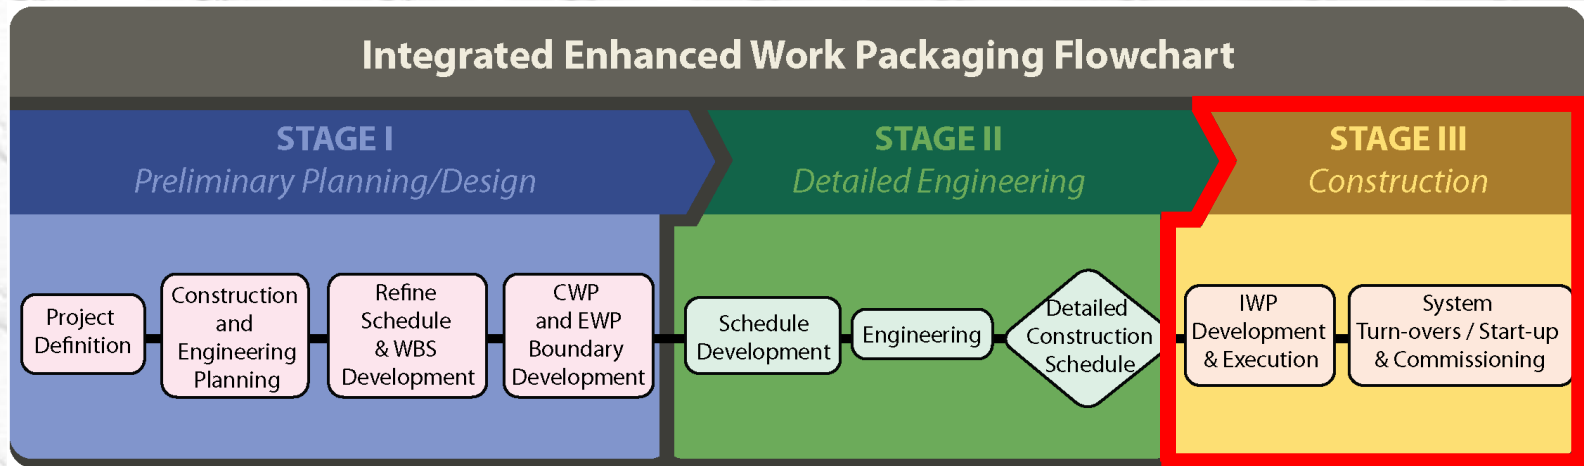 Integrated Enhanced Work Packaging Flowchart
STAGE I
Preliminary Planning/Design
STAGE II
Detailed Engineering
STAGE III
Construction
Project
Definition
Construction
and
Engineering
Planning
Refine
Schedule
& WBS
Development
CWP
and EWP
Boundary
Development
Schedule
Development
Engineering
Detailed
Construction
Schedule
IWP
Development
& Execution
System
Turn-overs / Start-up
& Commissioning